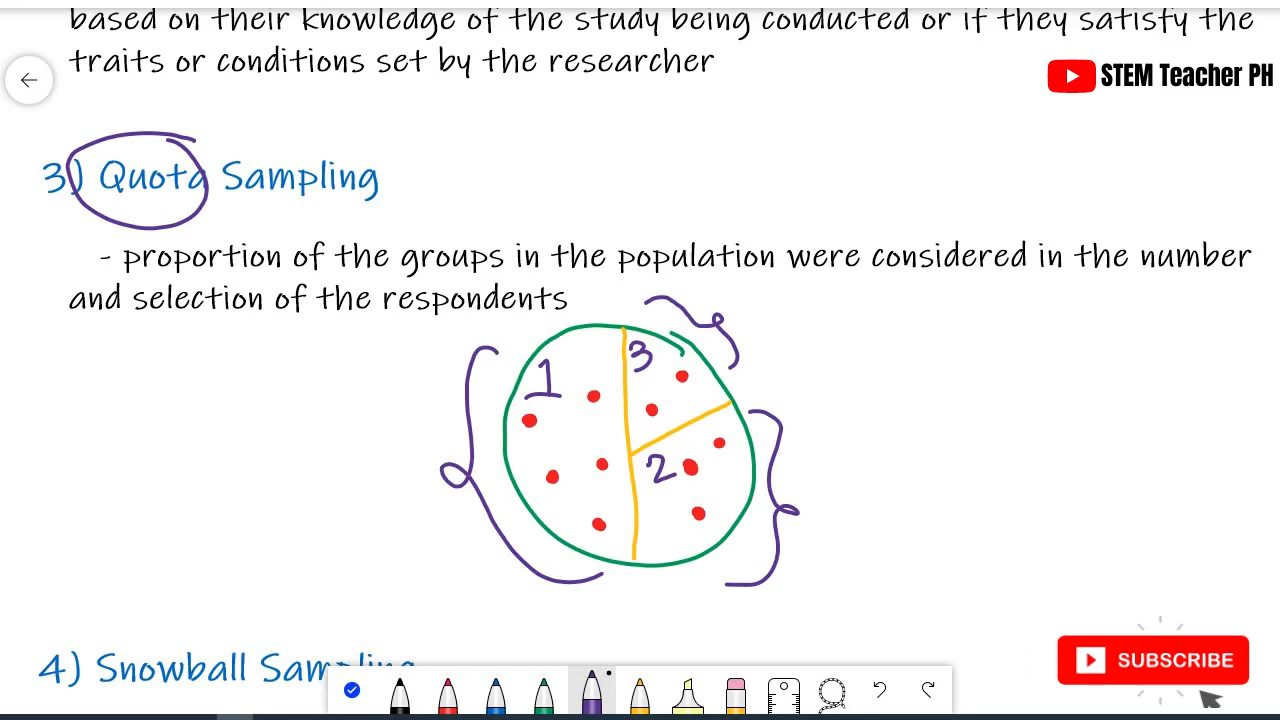 based on their knowledge of the study being conducted or if they satisfy the
traits or conditions set by the researcher
STEM Teacher PH
3) Quota Sampling
- proportion of the groups in the population were considered in the number
and selection of the respondents
1
3
2
4) Snowball Sampling
SUBSCRIBE